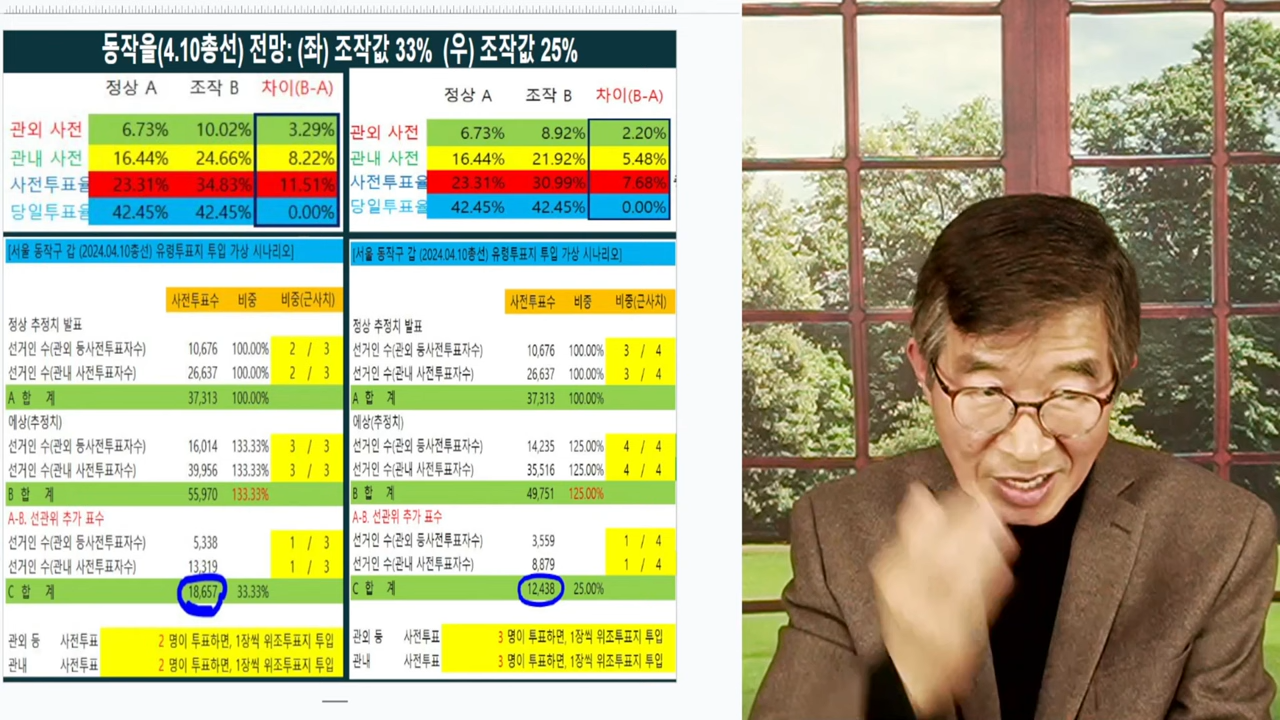 동작을(4.10총선) 전망: (좌) 조작값 33% (우) 조작값 25%
정상 A 조작 B 차이(B-A)
관외 사전 6.73% 10.02% 3.29%
관내 사전 16.44% 24.66% 8.22%
사전투표율 23.31% 34.83% 11.51%
당일투표율 42.45% 42.45% 0.00%
[서울 동작구 갑 (2024.04.10총선) 유령투표지 투입 가상 시나리오]
사전투표수 비중 비중(근사치)
정상 추정치 발표
선거인 수(관외 등사전투표자수) 10,676 100.00% 2 / 3
선거인 수(관내 사전투표자수) 26,637 100.00% 2 / 3
A 합 계 37,313 100.00%
예상(추정치)
선거인 수(관외 등사전투표자수) 16,014 133.33% 3 / 3
선거인 수(관내 사전투표자수) 39,956 133.33% 3 / 3
B 합 계 55,970 133.33%
A-B. 선관위 추가 표수
선거인 수(관외 등사전투표자수) 5,338 1 / 3
선거인 수(관내 사전투표자수) 13,319 1 / 3
C 합 계 18,657 33.33%
관외 등 사전투표 2 명이 투표하면, 1장씩 위조투표지 투입
관내 사전투표 2 명이 투표하면, 1장씩 위조투표지 투입
정상 A 조작 B 차이(B-A)
관외 사전 6.73% 8.92% 2.20%
관내 사전 16.44% 21.92% 5.48%
사전투표율 23.31% 30.99% 7.68%
당일투표율 42.45% 42.45% 0.00%
[서울 동작구 갑 (2024.04.10총선) 유령투표지 투입 가상 시나리오]
사전투표수 비중 비중(근사치)
정상 추정치 발표
선거인 수(관외 등사전투표자수) 10,676 100.00% 3 / 4
선거인 수(관내 사전투표자수) 26,637 100.00% 3 / 4
A 합 계 37,313 100.00%
예상(추정치)
선거인 수(관외 등사전투표자수) 14,235 125.00% 4 / 4
선거인 수(관내 사전투표자수) 35,516 125.00% 4 / 4
B 합 계 49,751 125.00%
A-B. 선관위 추가 표수
선거인 수(관외 등사전투표자수) 3,559 1 / 4
선거인 수(관내 사전투표자수) 8,879 1 / 4
C 합 계 12,438 25.00%
관외 등 사전투표 3 명이 투표하면, 1장씩 위조투표지 투입
관내 사전투표 3 명이 투표하면, 1장씩 위조투표지 투입